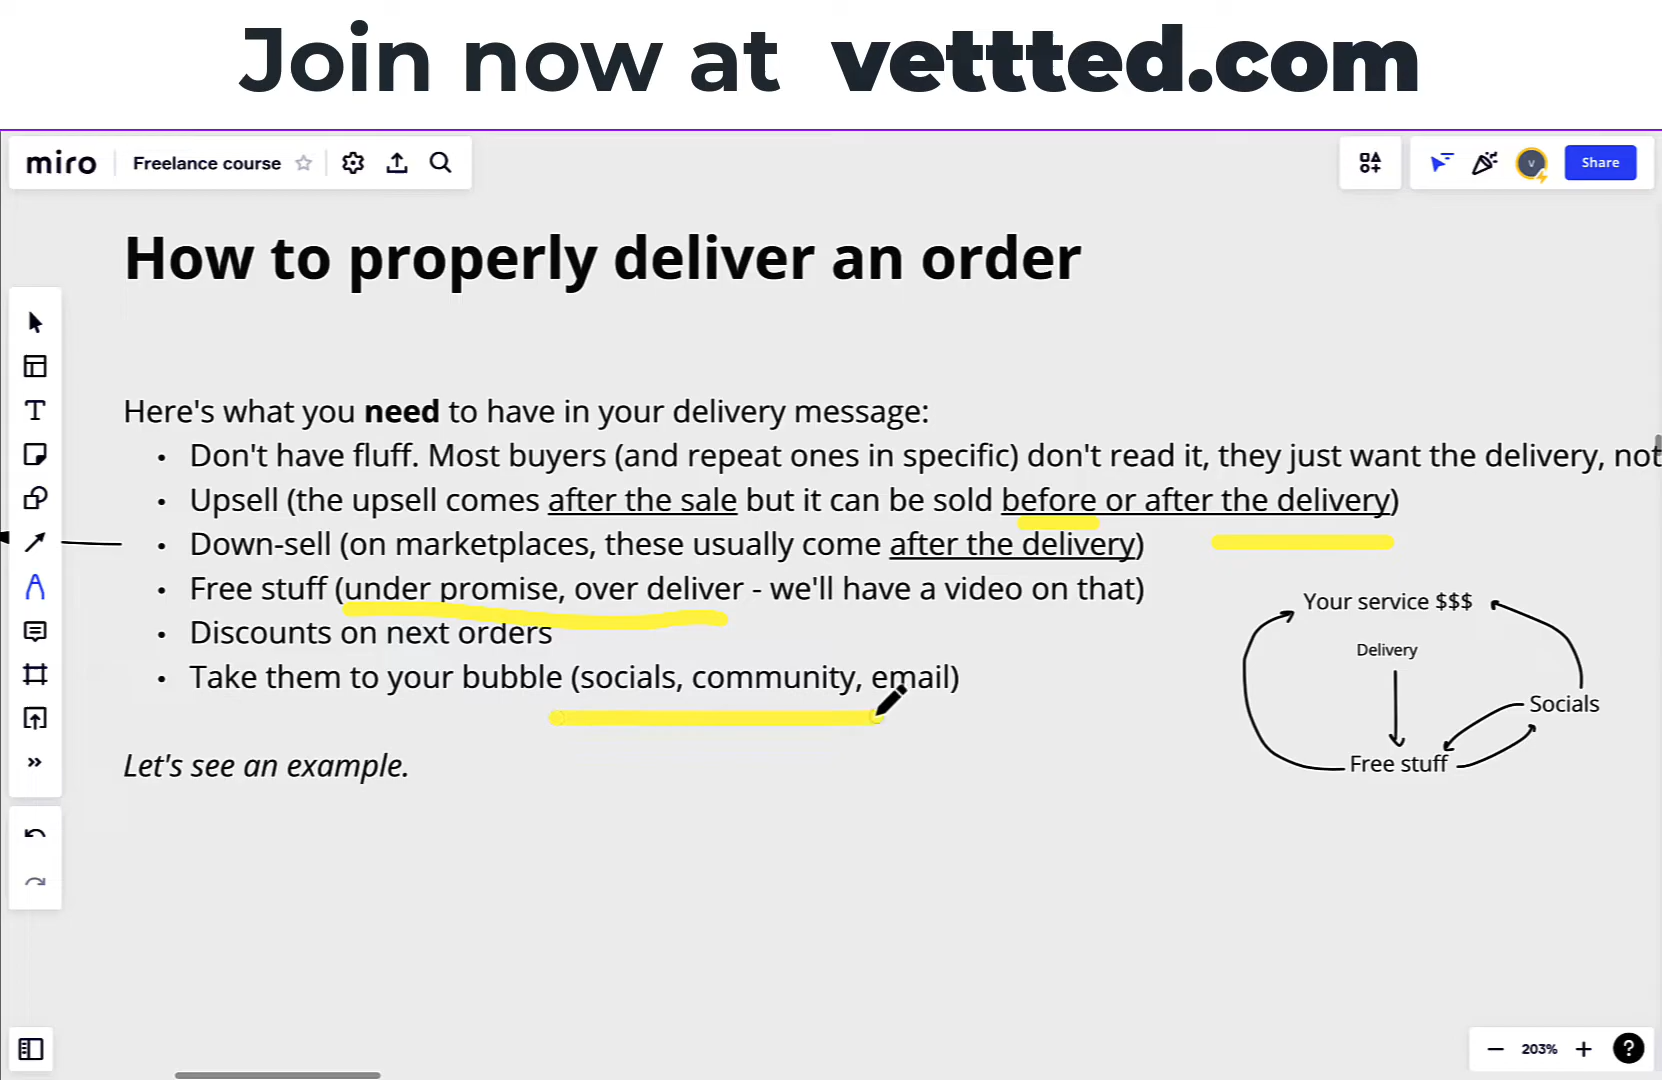 Join now at vettted.com
miro Freelance course Share
V
How to properly deliver an order
Here's what you need to have in your delivery message:
• Don't have fluff. Most buyers (and repeat ones in specific) don't read it, they just want the delivery, not
• Upsell (the upsell comes after the sale but it can be sold before or after the delivery)
• Down-sell (on marketplaces, these usually come after the delivery)
• Free stuff (under promise, over deliver - we'll have a video on that)
• Discounts on next orders
• Take them to your bubble (socials, community, email)
Let's see an example.
Your service $$$
Delivery
Socials
Free stuff
203%